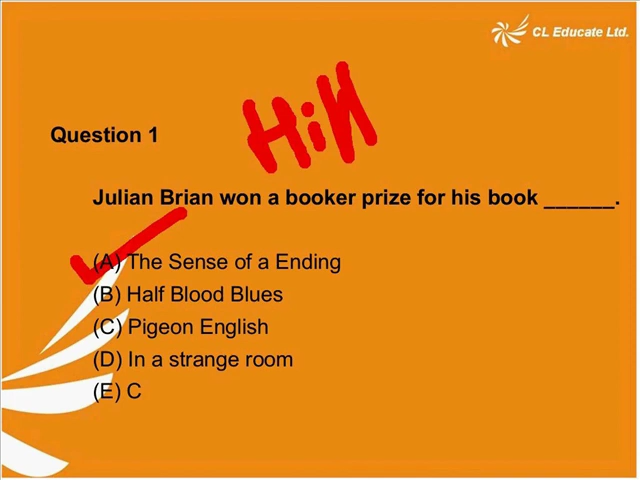 CL Educate Ltd.
Hill
Question 1
Julian Brian won a booker prize for his book ______.
(A) The Sense of a Ending
(B) Half Blood Blues
(C) Pigeon English
(D) In a strange room
(E) C